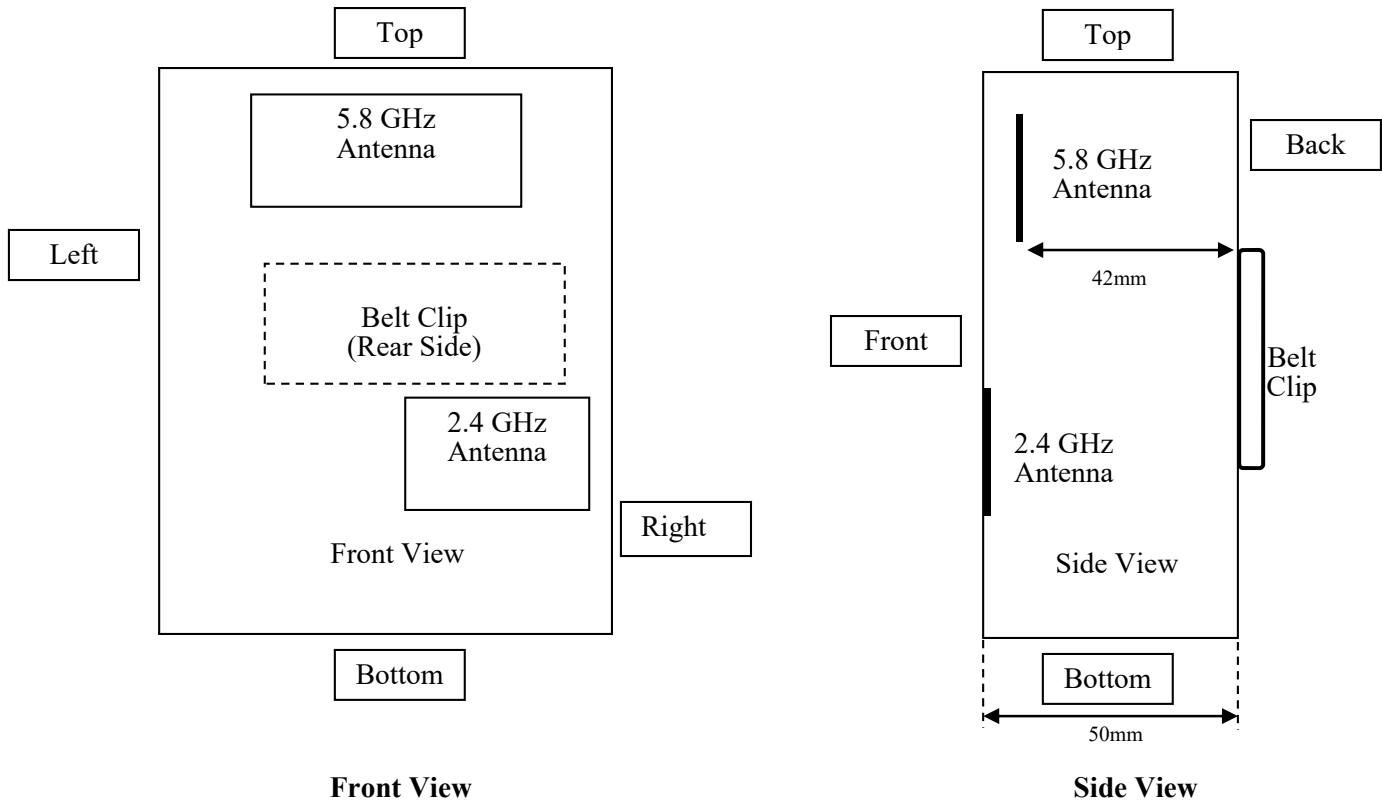 Top
5.8 GHz
Antenna
Left
Belt Clip
(Rear Side)
2.4 GHz
Antenna
Right
Front View
Bottom
Front View
Top
Back
5.8 GHz
Antenna
42mm
Front
Belt
Clip
2.4 GHz
Antenna
Side View
Bottom
50mm
Side View